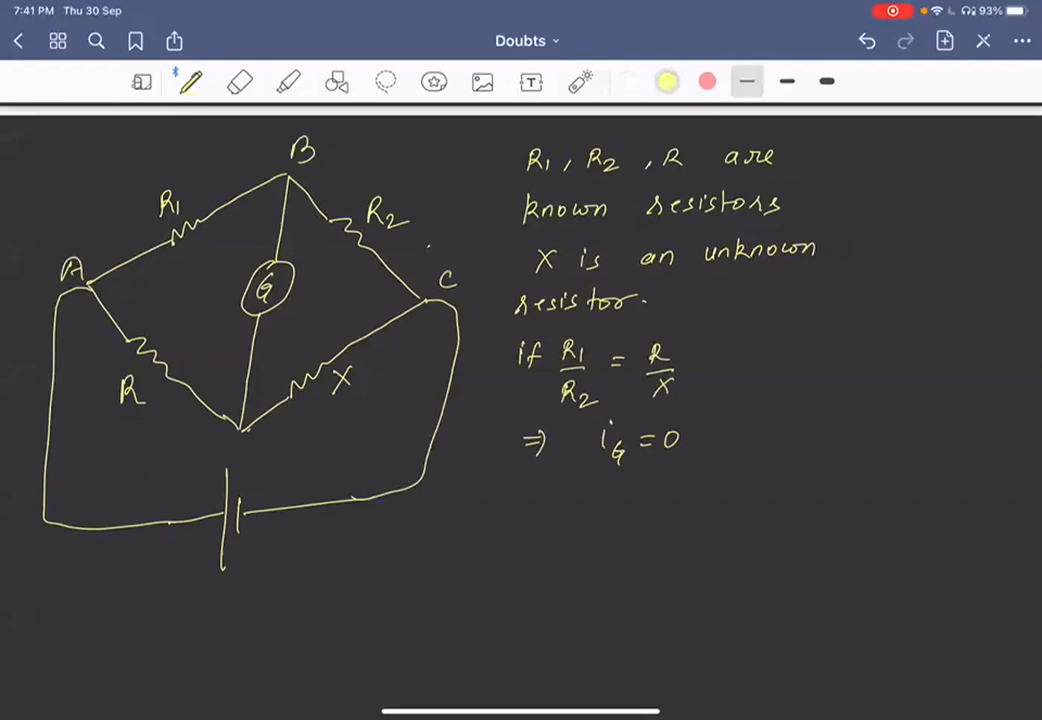 7:41 PM Thu 30 Sep
93%
Doubts
B
R1
R2
A
G
C
R
X
R1, R2, R are
known resistors
X is an unknown
resistor.
if R1/R2 = R/X
⇒ iG = 0